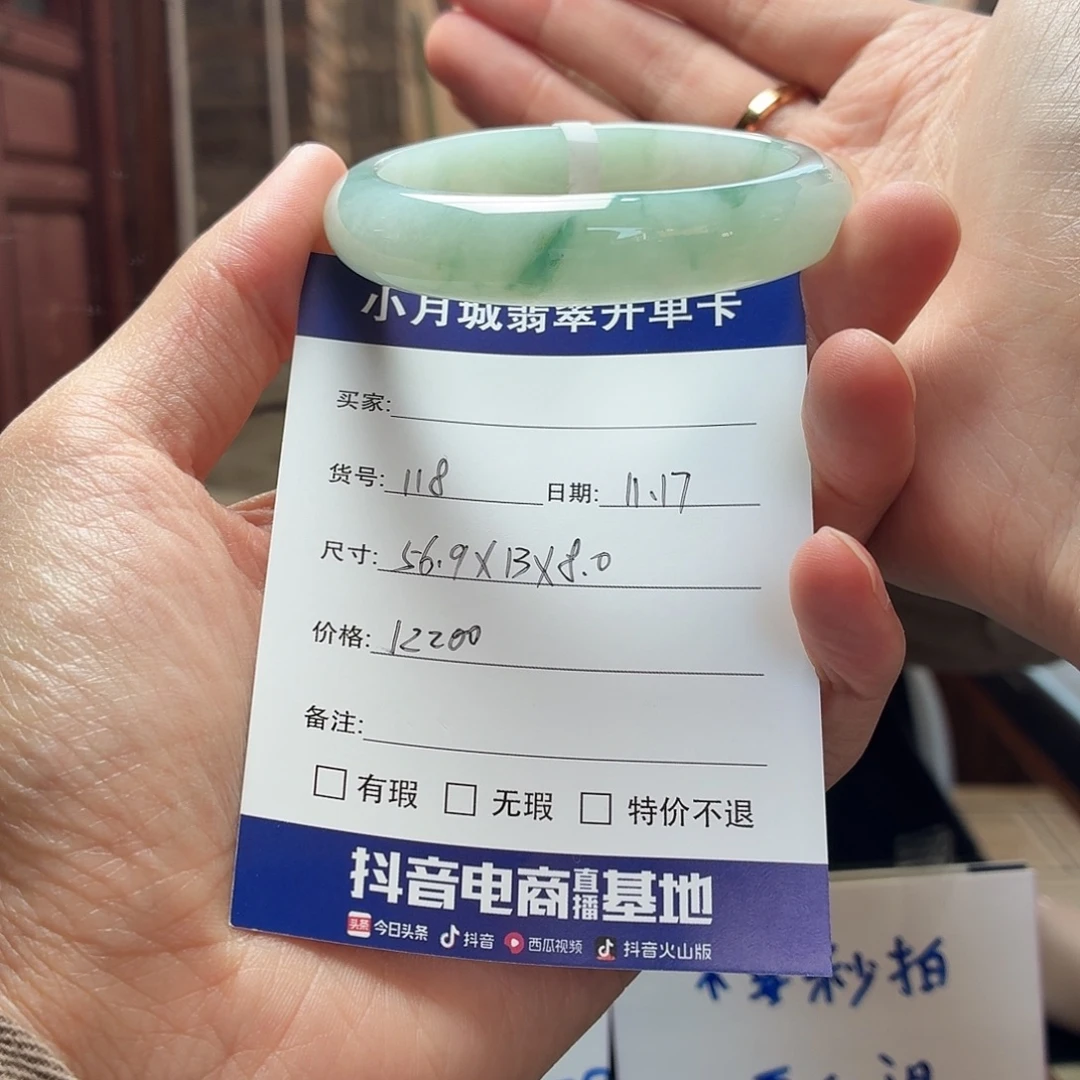 小月城翡翠开单卡
买家:
货号: 118 日期: 11.17
尺寸: 56.9X13X8.0
价格: 12200
备注:
□ 有瑕 □ 无瑕 □ 特价不退
抖音电商直播基地
头条 今日头条 抖音 西瓜视频 抖音火山版
秒拍